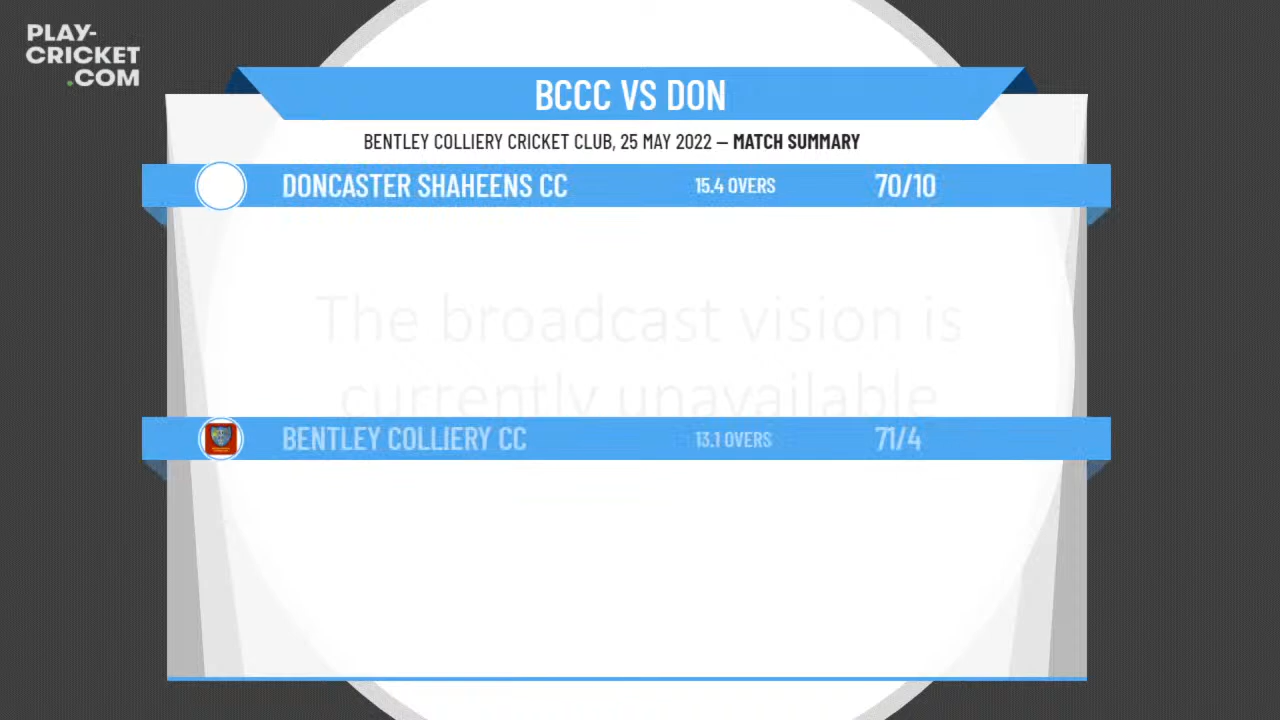 PLAY-
CRICKET
.COM
BCCC VS DON
BENTLEY COLLIERY CRICKET CLUB, 25 MAY 2022 – MATCH SUMMARY
DONCASTER SHAHEENS CC 15.4 OVERS 70/10
The broadcast vision is
currently unavailable
BENTLEY COLLIERY CC 13.1 OVERS 71/4